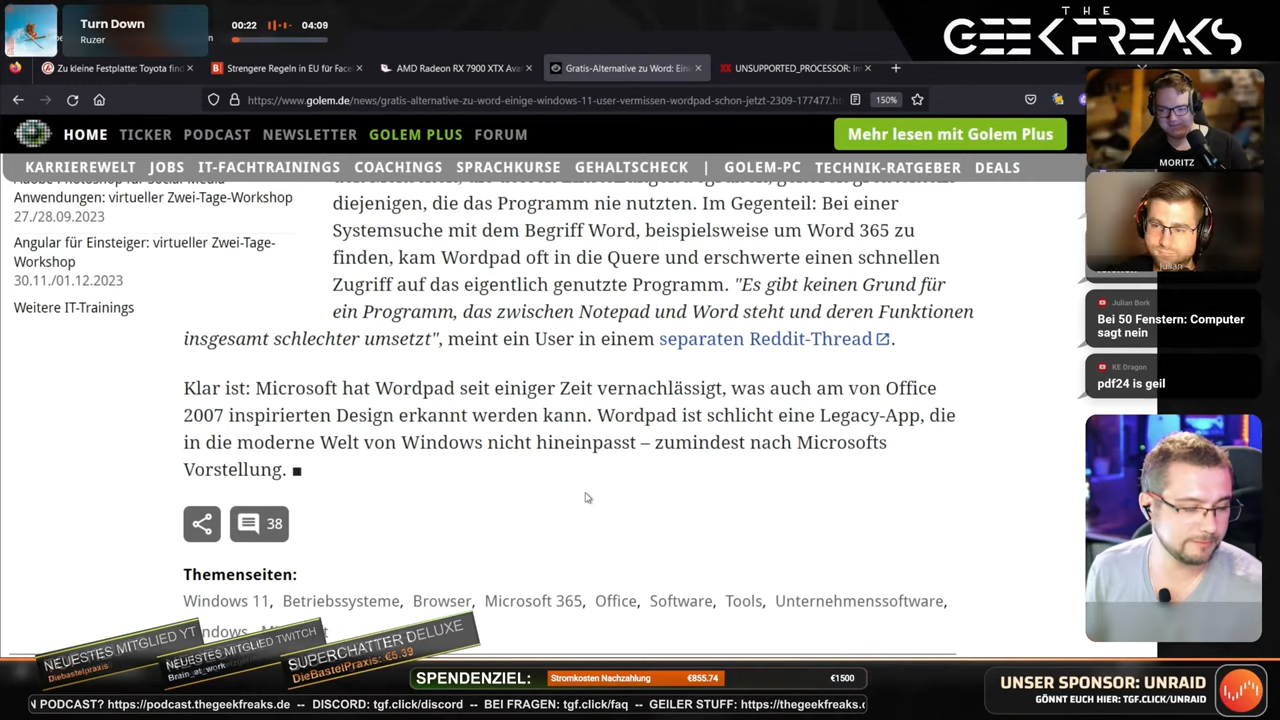 Turn Down
Ruzer
00:22
04:09
THE
GEEKFREAKS
Zu kleine Festplatte: Toyota find
Strengere Regeln in EU für Face
AMD Radeon RX 7900 XTX Ava
Gratis-Alternative zu Word: Eini
UNSUPPORTED_PROCESSOR: Int
https://www.golem.de/news/gratis-alternative-zu-word-einige-windows-11-user-vermissen-wordpad-schon-jetzt-2309-177477.h
150%
HOME TICKER PODCAST NEWSLETTER GOLEM PLUS FORUM
Mehr lesen mit Golem Plus
KARRIEREWELT JOBS IT-FACHTRAININGS COACHINGS SPRACHKURSE GEHALTSCHECK | GOLEM-PC TECHNIK-RATGEBER DEALS
MORITZ
Anwendungen: virtueller Zwei-Tage-Workshop
27./28.09.2023
Angular für Einsteiger: virtueller Zwei-Tage-
Workshop
30.11./01.12.2023
Weitere IT-Trainings
diejenigen, die das Programm nie nutzten. Im Gegenteil: Bei einer
Systemsuche mit dem Begriff Word, beispielsweise um Word 365 zu
finden, kam Wordpad oft in die Quere und erschwerte einen schnellen
Zugriff auf das eigentlich genutzte Programm. "Es gibt keinen Grund für
ein Programm, das zwischen Notepad und Word steht und deren Funktionen
insgesamt schlechter umsetzt", meint ein User in einem separaten Reddit-Thread.
Klar ist: Microsoft hat Wordpad seit einiger Zeit vernachlässigt, was auch am von Office
2007 inspirierten Design erkannt werden kann. Wordpad ist schlicht eine Legacy-App, die
in die moderne Welt von Windows nicht hineinpasst – zumindest nach Microsofts
Vorstellung. ■
38
Themenseiten:
Windows 11, Betriebssysteme, Browser, Microsoft 365, Office, Software, Tools, Unternehmenssoftware,
Julian
Julian Bork
Bei 50 Fenstern: Computer
sagt nein
KE Dragon
pdf24 is geil
NEUESTES MITGLIED YT
Diebastelpraxis
NEUESTES MITGLIED TWITCH
Brain_at_work
SUPERCHATTER DELUXE
DieBastelPraxis: €5.39
SPENDENZIEL:
Stromkosten Nachzahlung
€855.74
€1500
UNSER SPONSOR: UNRAID
GÖNNT EUCH HIER: TGF.CLICK/UNRAID
N PODCAST? https://podcast.thegeekfreaks.de -- DISCORD: tgf.click/discord -- BEI FRAGEN: tgf.click/faq -- GEILER STUFF: https://thegeekfreaks.